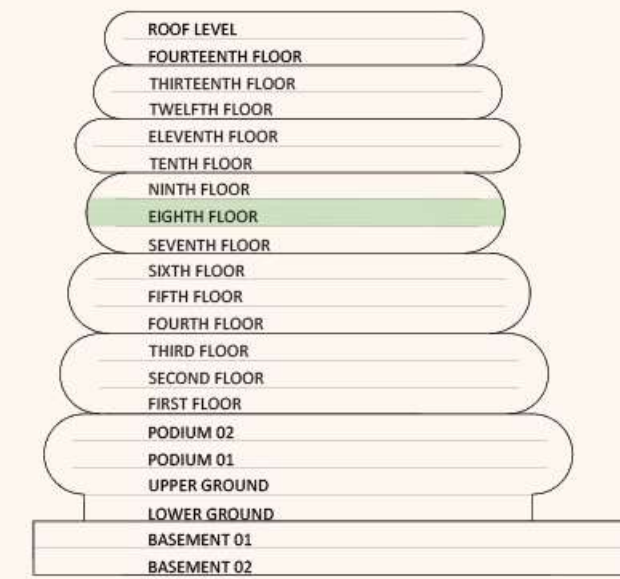 ROOF LEVEL
FOURTEENTH FLOOR
THIRTEENTH FLOOR
TWELFTH FLOOR
ELEVENTH FLOOR
TENTH FLOOR
NINTH FLOOR
EIGHTH FLOOR
SEVENTH FLOOR
SIXTH FLOOR
FIFTH FLOOR
FOURTH FLOOR
THIRD FLOOR
SECOND FLOOR
FIRST FLOOR
PODIUM 02
PODIUM 01
UPPER GROUND
LOWER GROUND
BASEMENT 01
BASEMENT 02